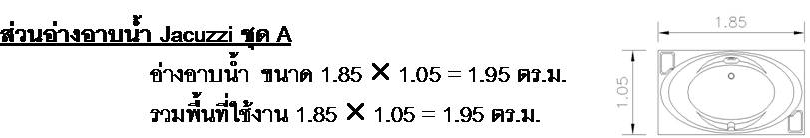 ส่วนอ่างอาบน้ำ Jacuzzi ชุด A
อ่างอาบน้ำ ขนาด 1.85 × 1.05 = 1.95 ตร.ม.
รวมพื้นที่ใช้งาน 1.85 × 1.05 = 1.95 ตร.ม.
1.85
1.05